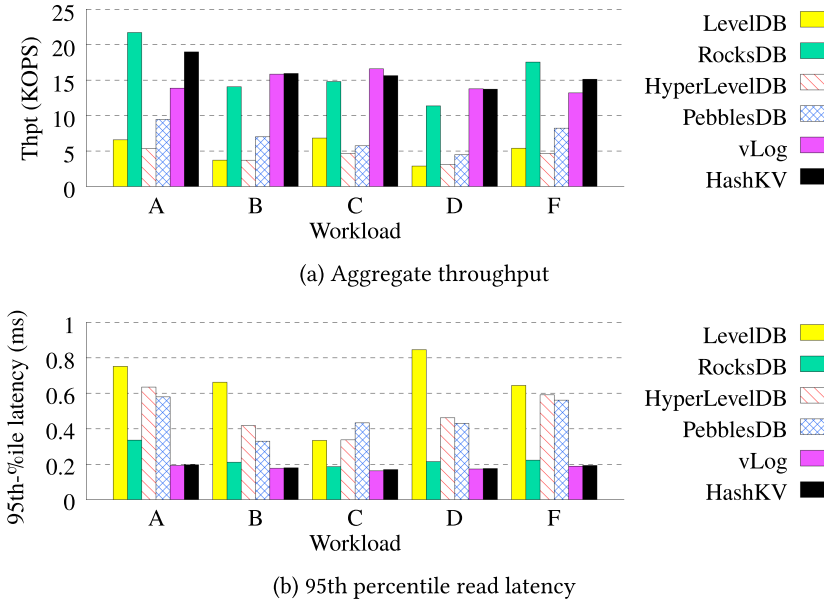 25
20
15
10
5
0
Thpt (KOPS)
A B C D F
Workload
LevelDB
RocksDB
HyperLevelDB
PebblesDB
vLog
HashKV
(a) Aggregate throughput
1
0.8
0.6
0.4
0.2
0
95th-%ile latency (ms)
A B C D F
Workload
LevelDB
RocksDB
HyperLevelDB
PebblesDB
vLog
HashKV
(b) 95th percentile read latency